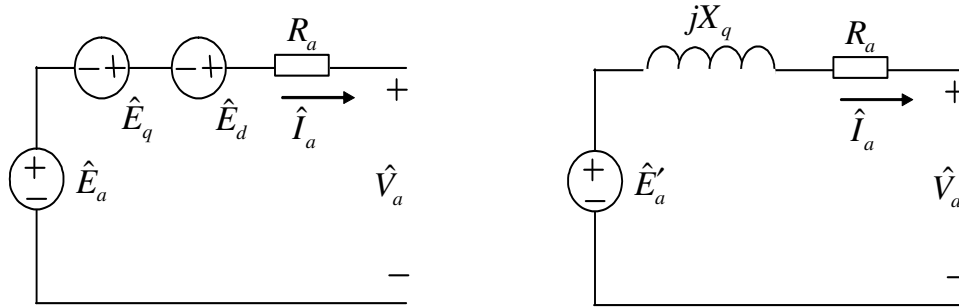 R_a
jX_q
R_a
− + − +
+
+
Ê_q
Ê_d
Î_a
Î_a
+
−
Ê_a
V̂_a
+
−
Ê′_a
V̂_a
−
−